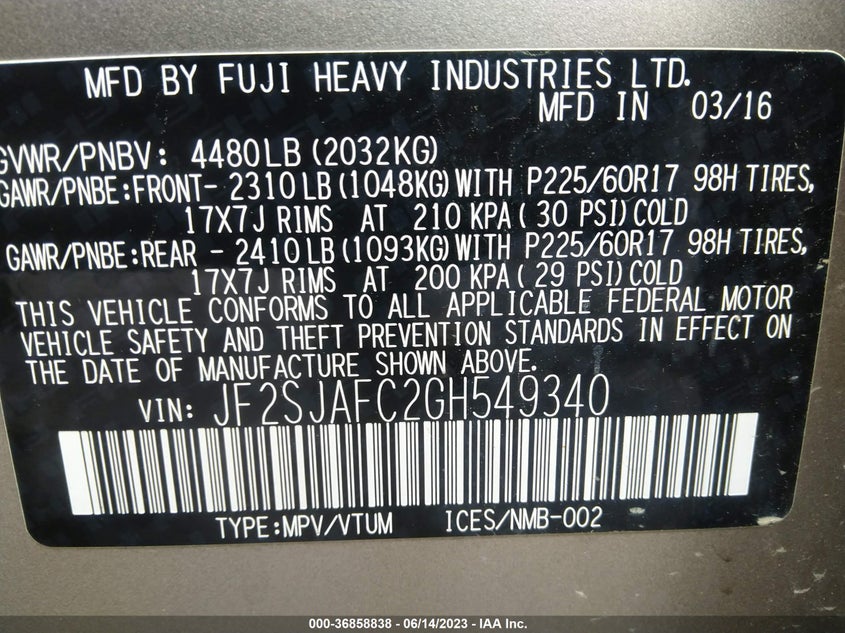 MFD BY FUJI HEAVY INDUSTRIES LTD.
MFD IN 03/16
GVWR/PNBV: 4480LB (2032KG)
GAWR/PNBE:FRONT- 2310LB (1048KG) WITH P225/60R17 98H TIRES,
17X7J RIMS AT 210 KPA ( 30 PSI) COLD
GAWR/PNBE:REAR - 2410LB (1093KG) WITH P225/60R17 98H TIRES,
17X7J RIMS AT 200 KPA ( 29 PSI) COLD
THIS VEHICLE CONFORMS TO ALL APPLICABLE FEDERAL MOTOR
VEHICLE SAFETY AND THEFT PREVENTION STANDARDS IN EFFECT ON
THE DATE OF MANUFACTURE SHOWN ABOVE.
VIN: JF2SJAFC2GH549340
TYPE:MPV/VTUM ICES/NMB-002
000-36858838 - 06/14/2023 - IAA Inc.